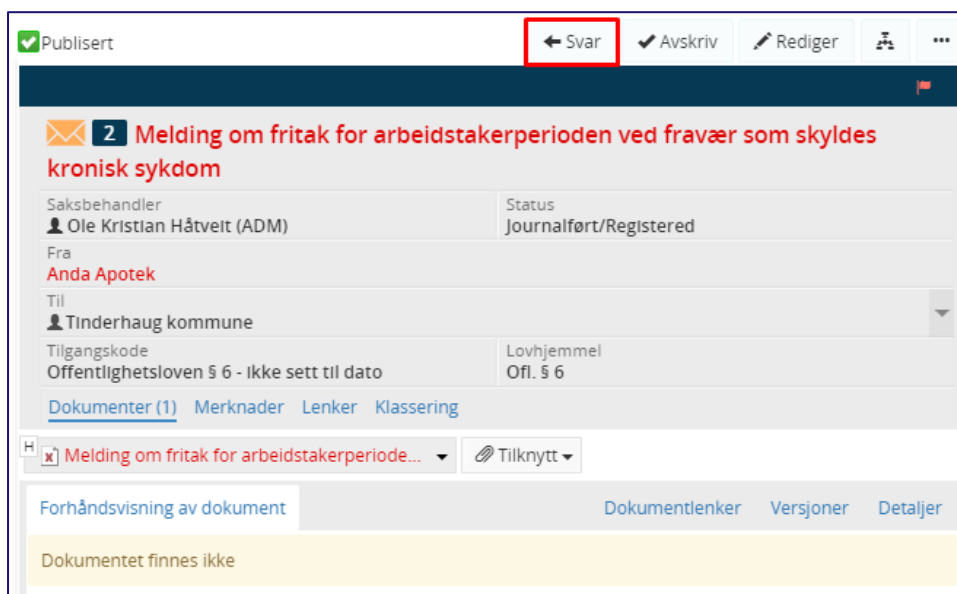 Publisert
Svar
Avskriv
Rediger
2 Melding om fritak for arbeidstakerperioden ved fravær som skyldes
kronisk sykdom
Saksbehandler
Ole Kristian Håtveit (ADM)
Status
Journalført/Registered
Fra
Anda Apotek
Til
Tinderhaug kommune
Tilgangskode
Offentlighetsloven § 6 - ikke sett til dato
Lovhjemmel
Ofl. § 6
Dokumenter (1) Merknader Lenker Klassering
H
Melding om fritak for arbeidstakerperiode...
Tilknytt
Forhåndsvisning av dokument
Dokumentlenker Versjoner Detaljer
Dokumentet finnes ikke